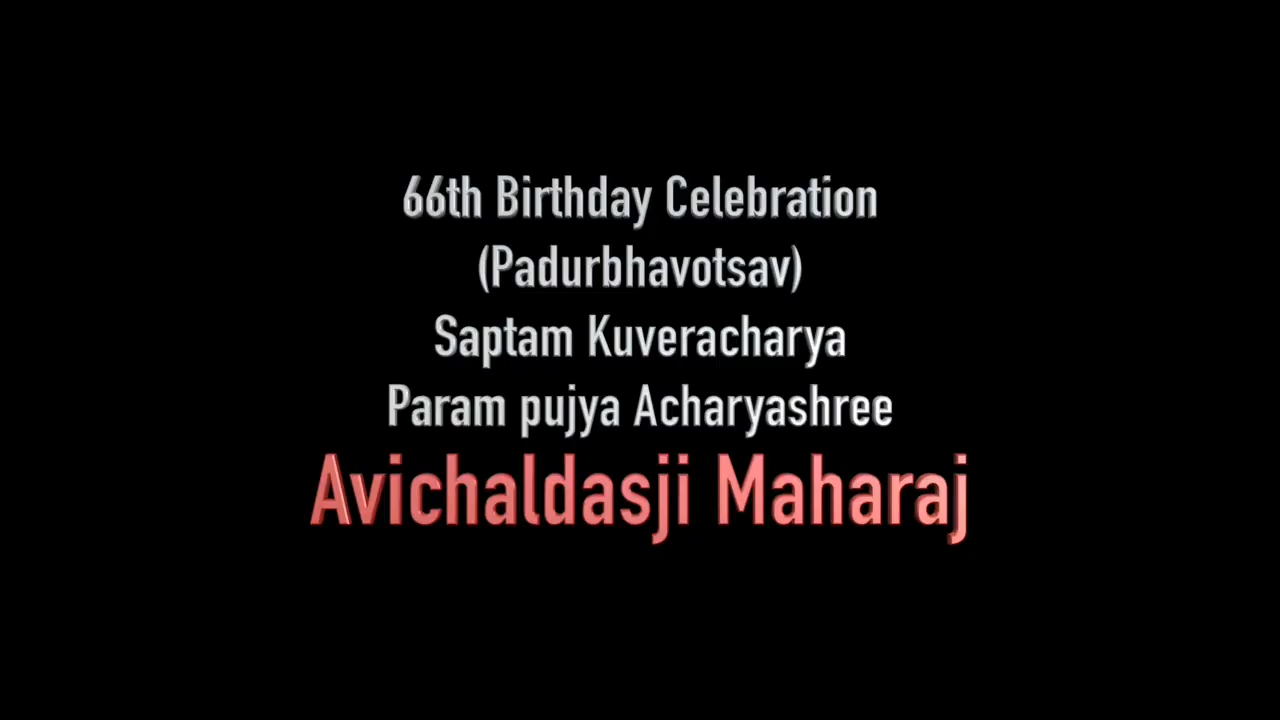 66th Birthday Celebration
(Padurbhavotsav)
Saptam Kuveracharya
Param pujya Acharyashree
Avichaldasji Maharaj